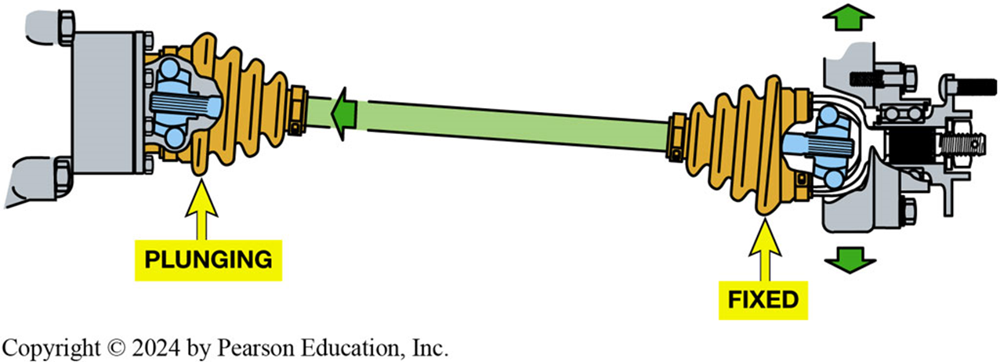 PLUNGING
FIXED
Copyright © 2024 by Pearson Education, Inc.